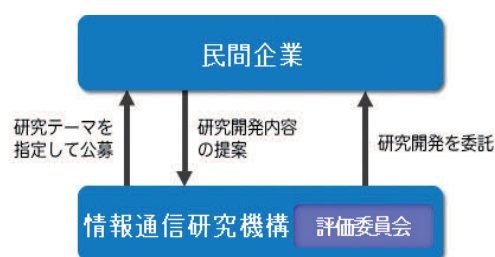 民間企業
研究テーマを
指定して公募
研究開発内容
の提案
研究開発を委託
情報通信研究機構
評価委員会